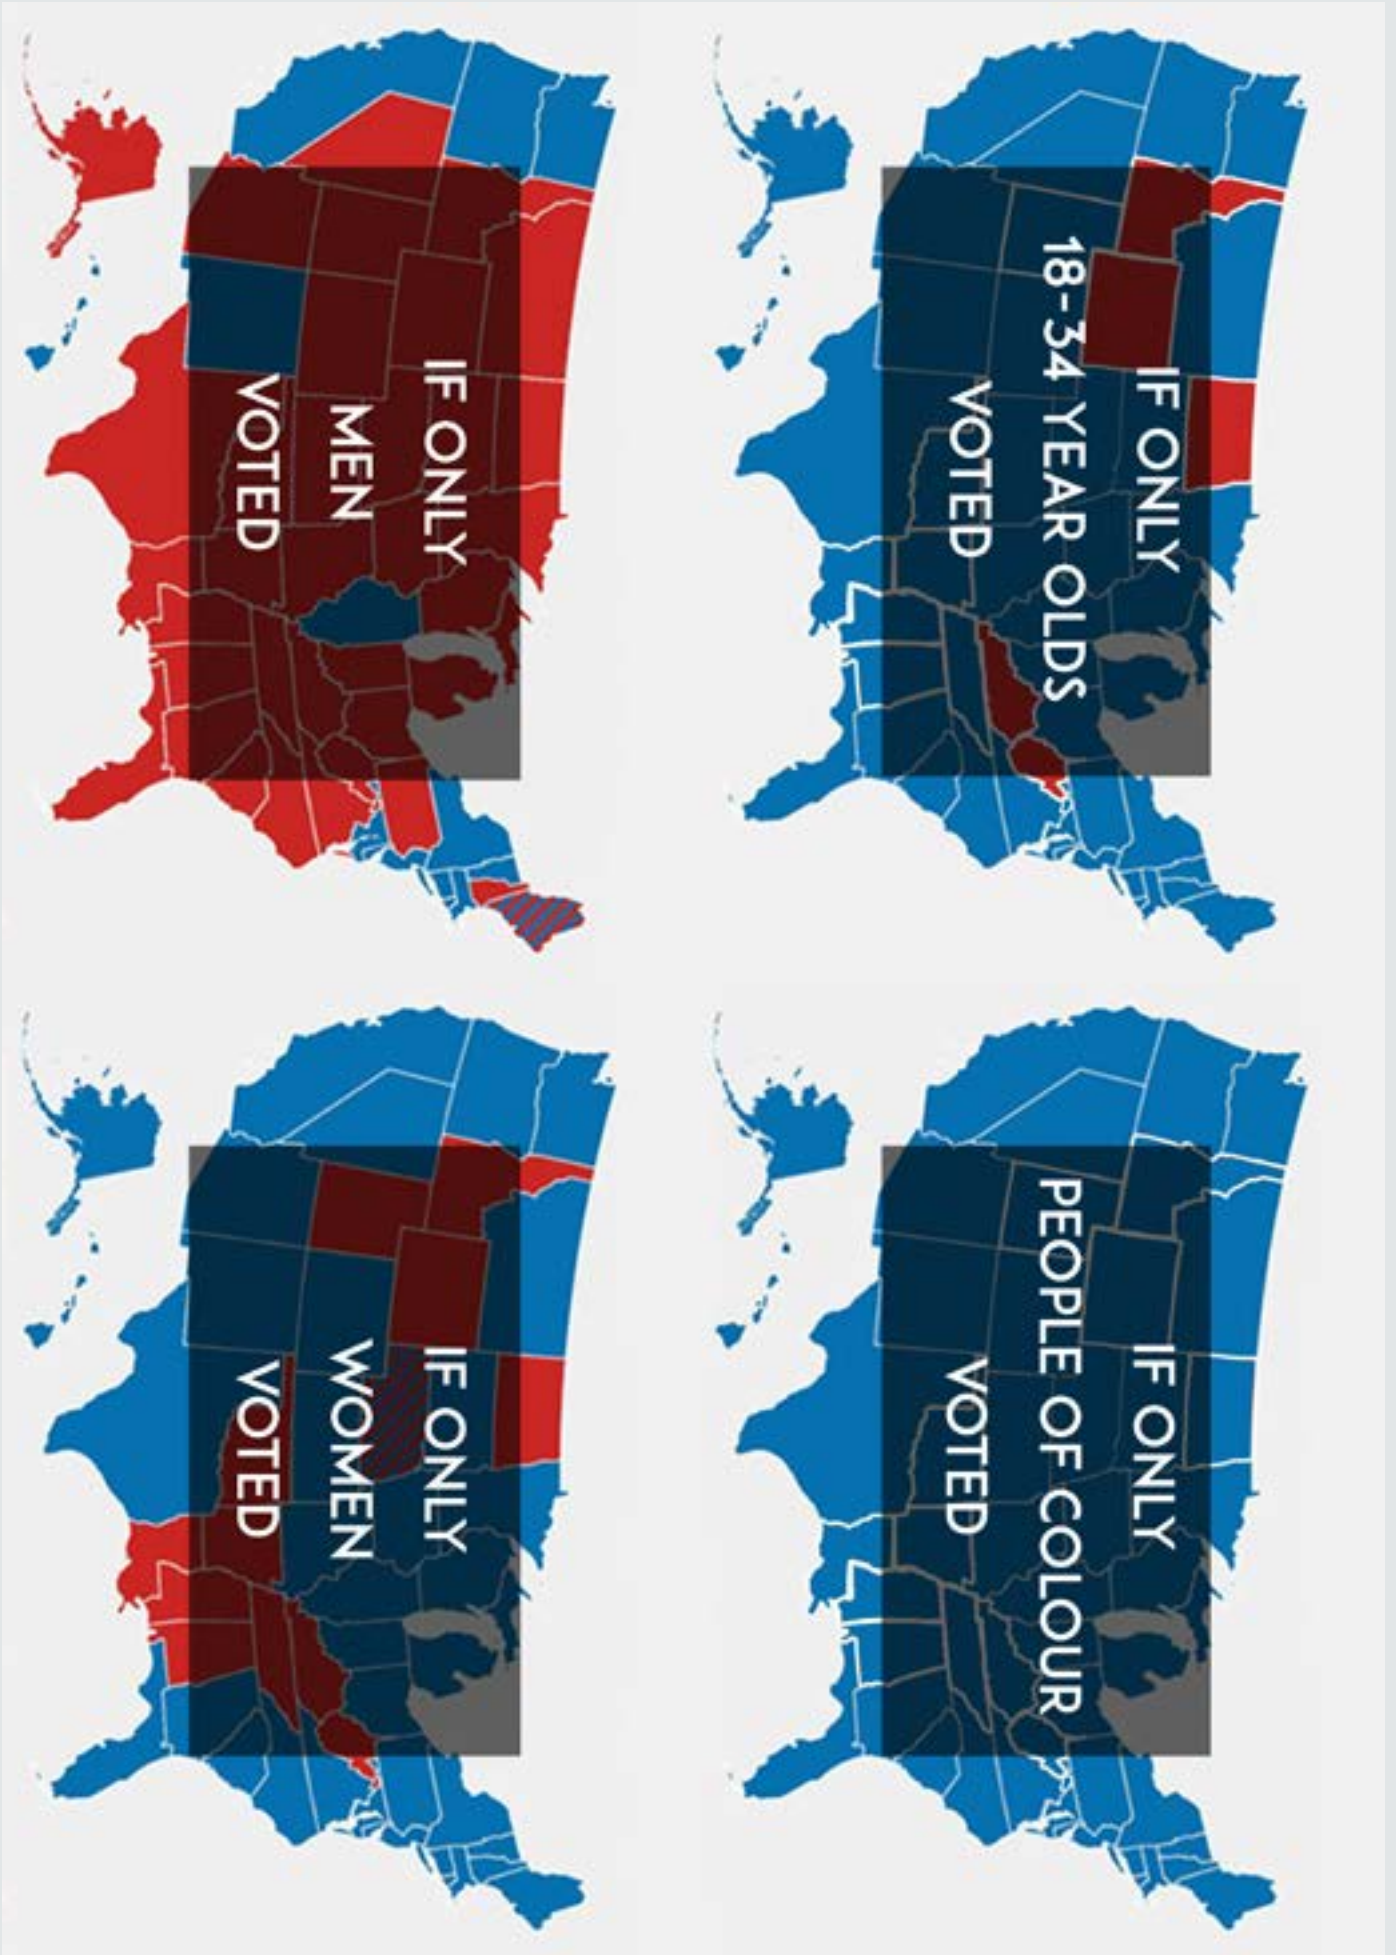 IF ONLY
18-34 YEAR OLDS
VOTED
IF ONLY
PEOPLE OF COLOUR
VOTED
IF ONLY
MEN
VOTED
IF ONLY
WOMEN
VOTED